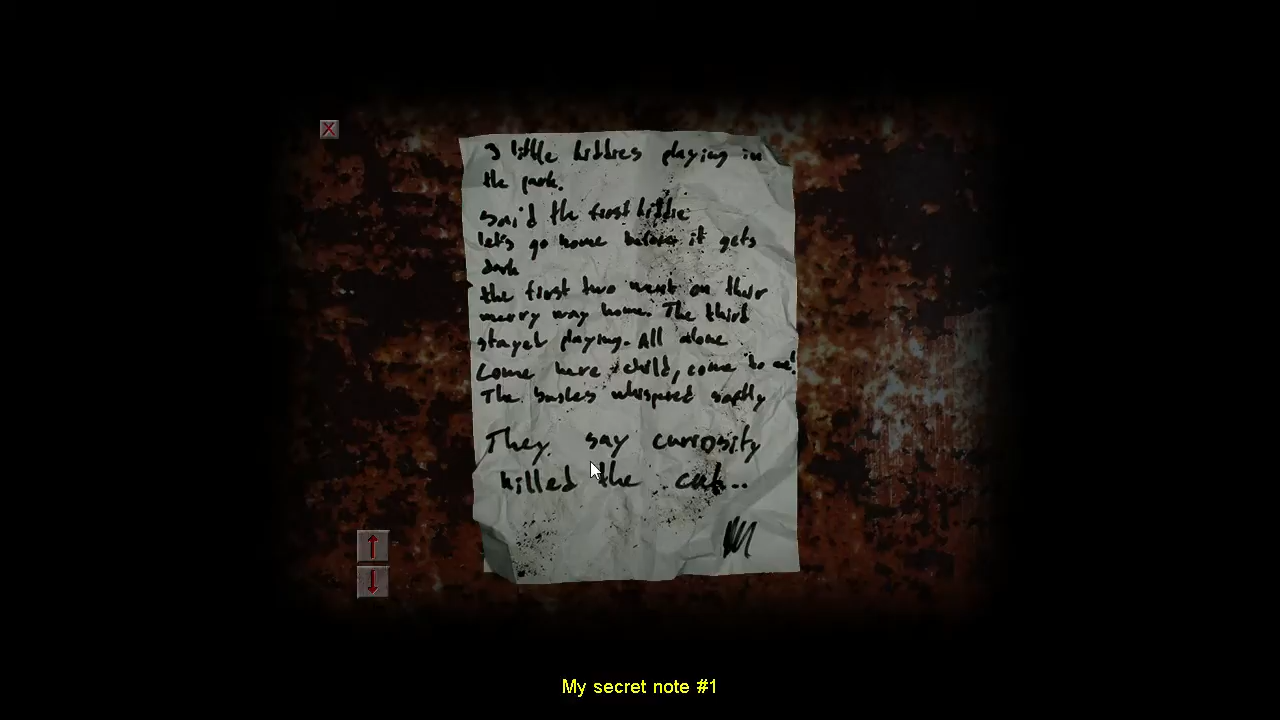 3 little kiddies playing in
the park.
said the first kiddie
let's go home before it gets
dark
the first two went on their
merry way home. The third
stayed playing. All alone
Come here child, come to me!
The bushes whispered softly
They say curiosity
killed the cat..
My secret note #1